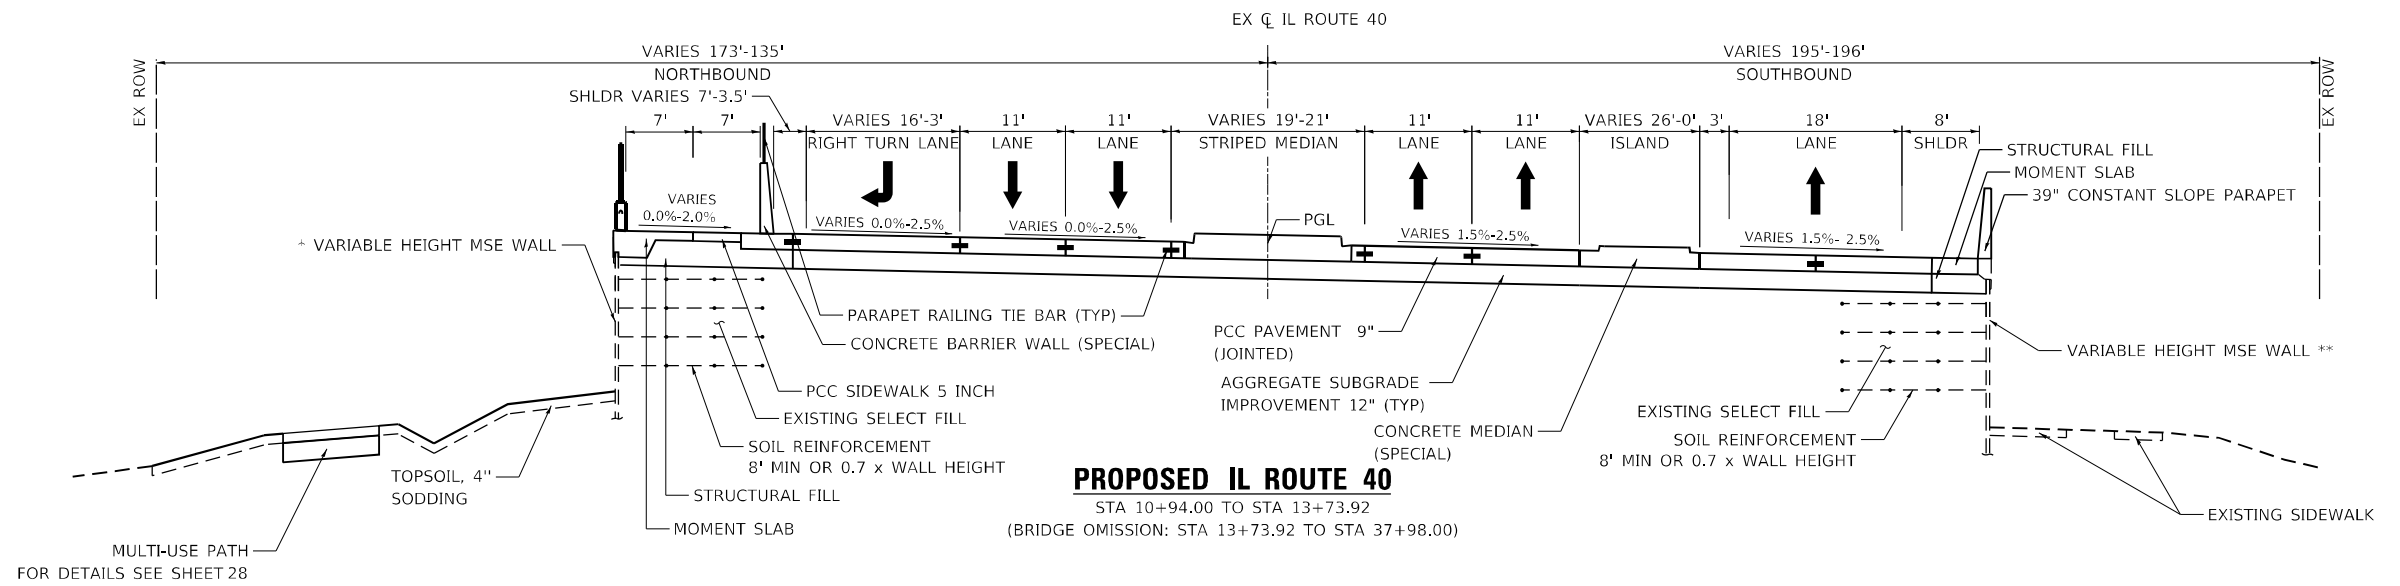 EX ℄ IL ROUTE 40
VARIES 173'-135'
NORTHBOUND
VARIES 195'-196'
SOUTHBOUND
EX ROW
EX ROW
SHLDR VARIES 7'-3.5'
7'
7'
VARIES 16'-3'
RIGHT TURN LANE
11'
LANE
11'
LANE
VARIES 19'-21'
STRIPED MEDIAN
11'
LANE
11'
LANE
VARIES 26'-0'
ISLAND
3'
18'
LANE
8'
SHLDR
STRUCTURAL FILL
MOMENT SLAB
39" CONSTANT SLOPE PARAPET
VARIES
0.0%-2.0%
VARIES 0.0%-2.5%
VARIES 0.0%-2.5%
PGL
VARIES 1.5%-2.5%
VARIES 1.5%- 2.5%
* VARIABLE HEIGHT MSE WALL
PARAPET RAILING TIE BAR (TYP)
CONCRETE BARRIER WALL (SPECIAL)
PCC SIDEWALK 5 INCH
EXISTING SELECT FILL
SOIL REINFORCEMENT
8' MIN OR 0.7 x WALL HEIGHT
STRUCTURAL FILL
MOMENT SLAB
PCC PAVEMENT 9"
(JOINTED)
AGGREGATE SUBGRADE
IMPROVEMENT 12" (TYP)
CONCRETE MEDIAN
(SPECIAL)
VARIABLE HEIGHT MSE WALL **
EXISTING SELECT FILL
SOIL REINFORCEMENT
8' MIN OR 0.7 x WALL HEIGHT
EXISTING SIDEWALK
TOPSOIL, 4"
SODDING
MULTI-USE PATH
FOR DETAILS SEE SHEET 28
PROPOSED IL ROUTE 40
STA 10+94.00 TO STA 13+73.92
(BRIDGE OMISSION: STA 13+73.92 TO STA 37+98.00)